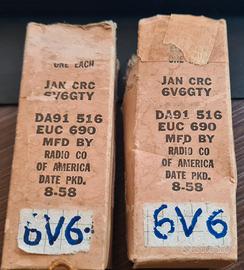 ONE EACH
JAN CRC
6V6GTY
DA91 516
EUC 690
MFD BY
RADIO CO
OF AMERICA
DATE PKD.
8-58
6V6.
EACH
JAN CRC
6V6GTY
DA91 516
EUC 690
MFD BY
RADIO CO
OF AMERICA
DATE PKD.
8-58
6V6